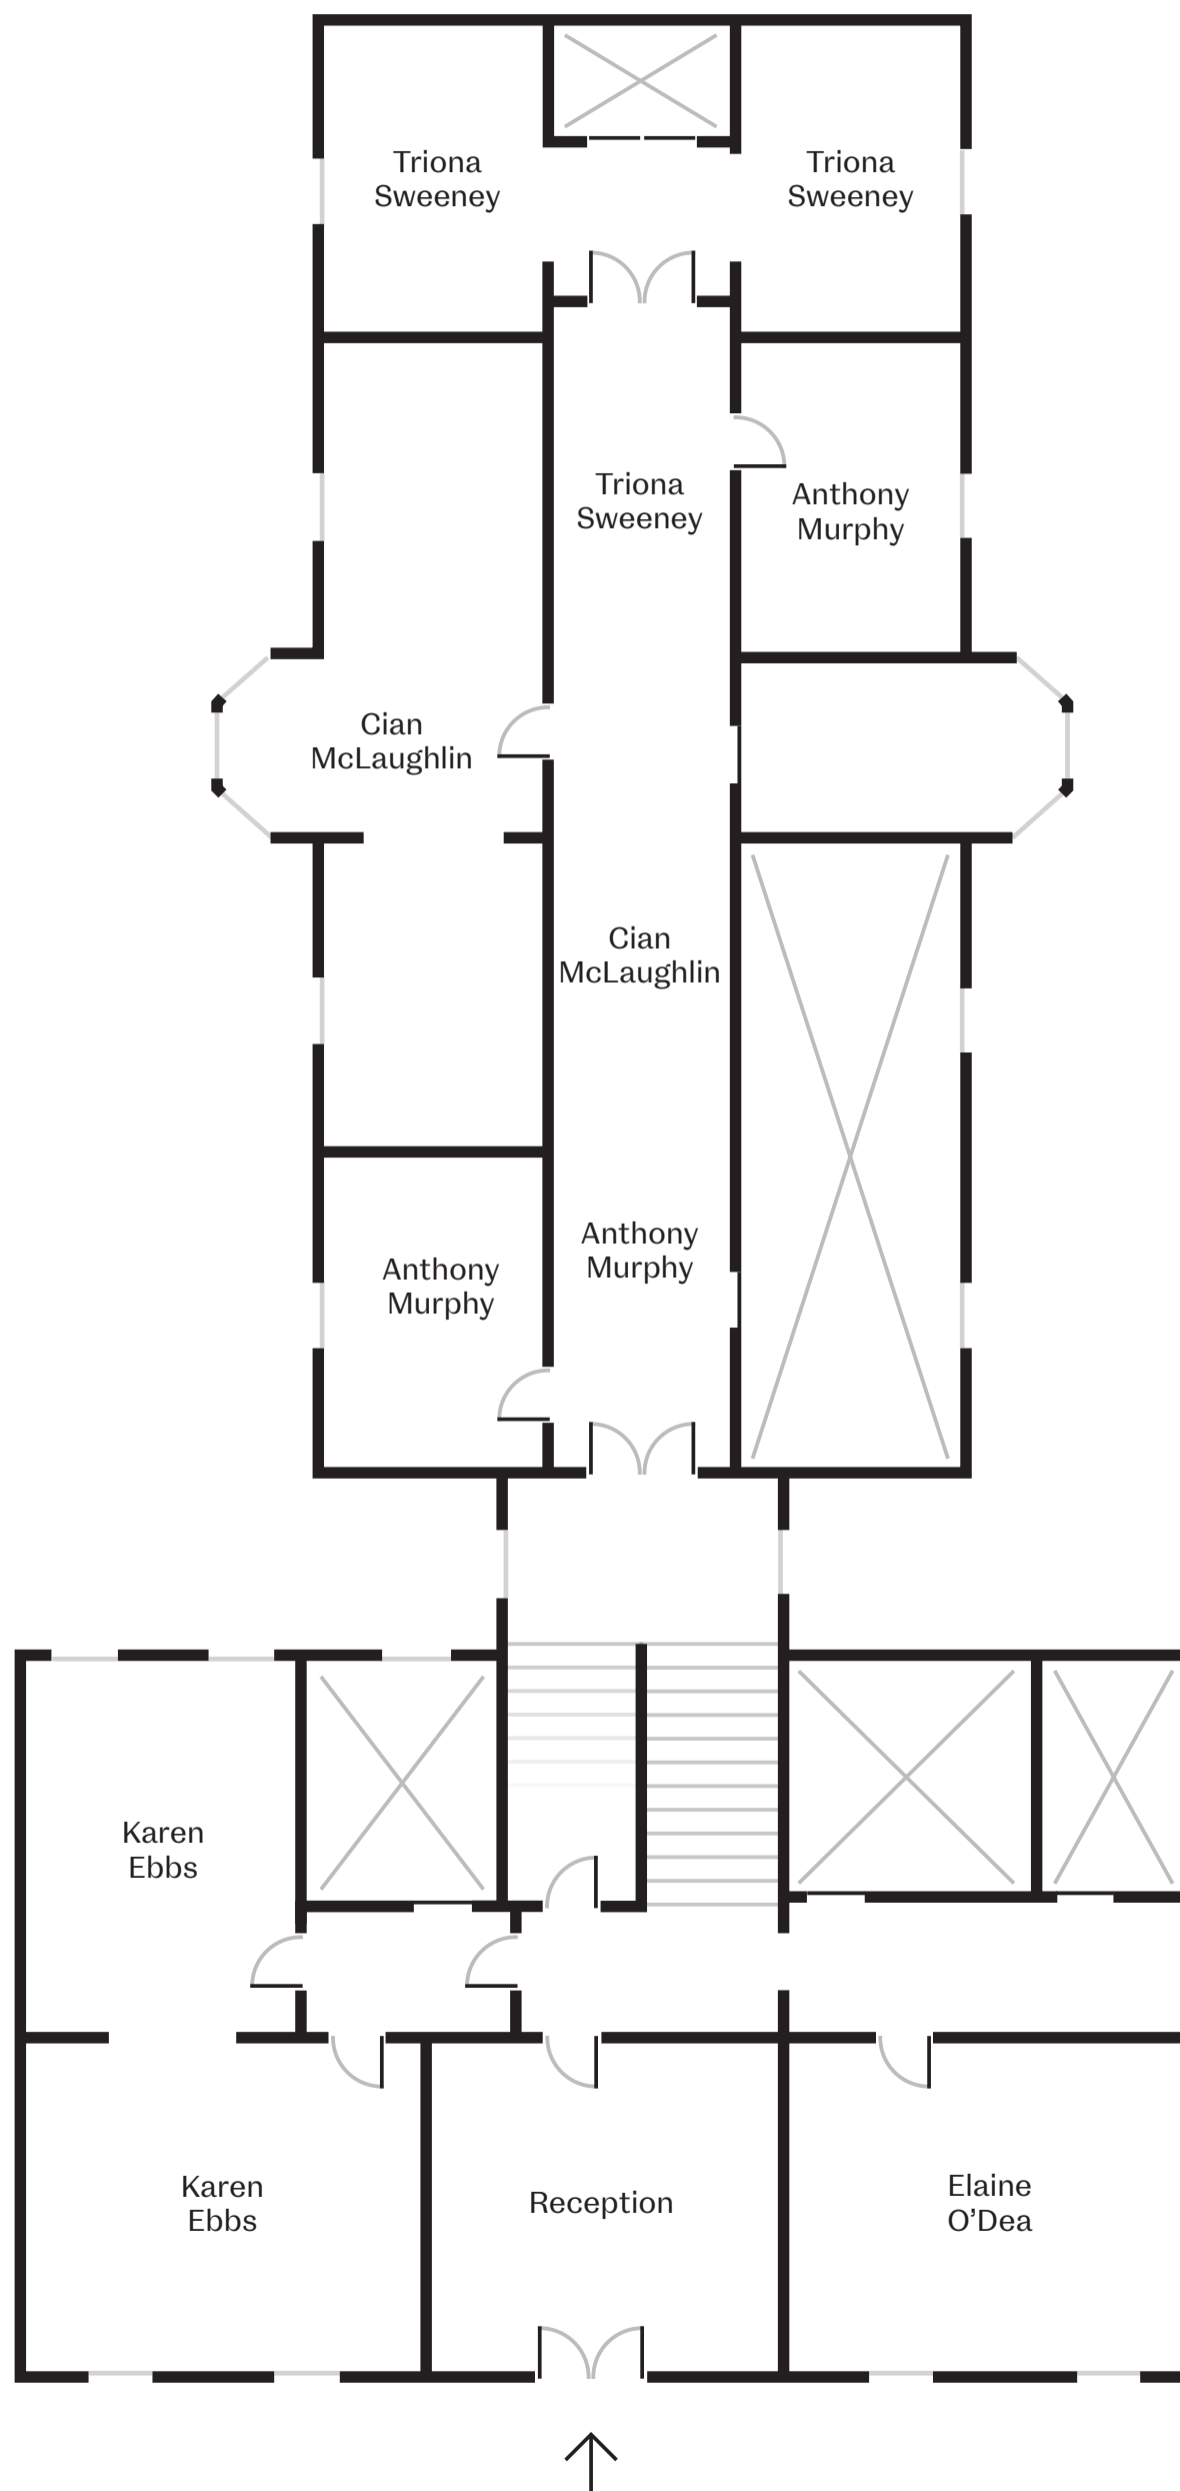 Triona
Sweeney
Triona
Sweeney
Triona
Sweeney
Anthony
Murphy
Cian
McLaughlin
Cian
McLaughlin
Anthony
Murphy
Anthony
Murphy
Karen
Ebbs
Karen
Ebbs
Reception
Elaine
O’Dea